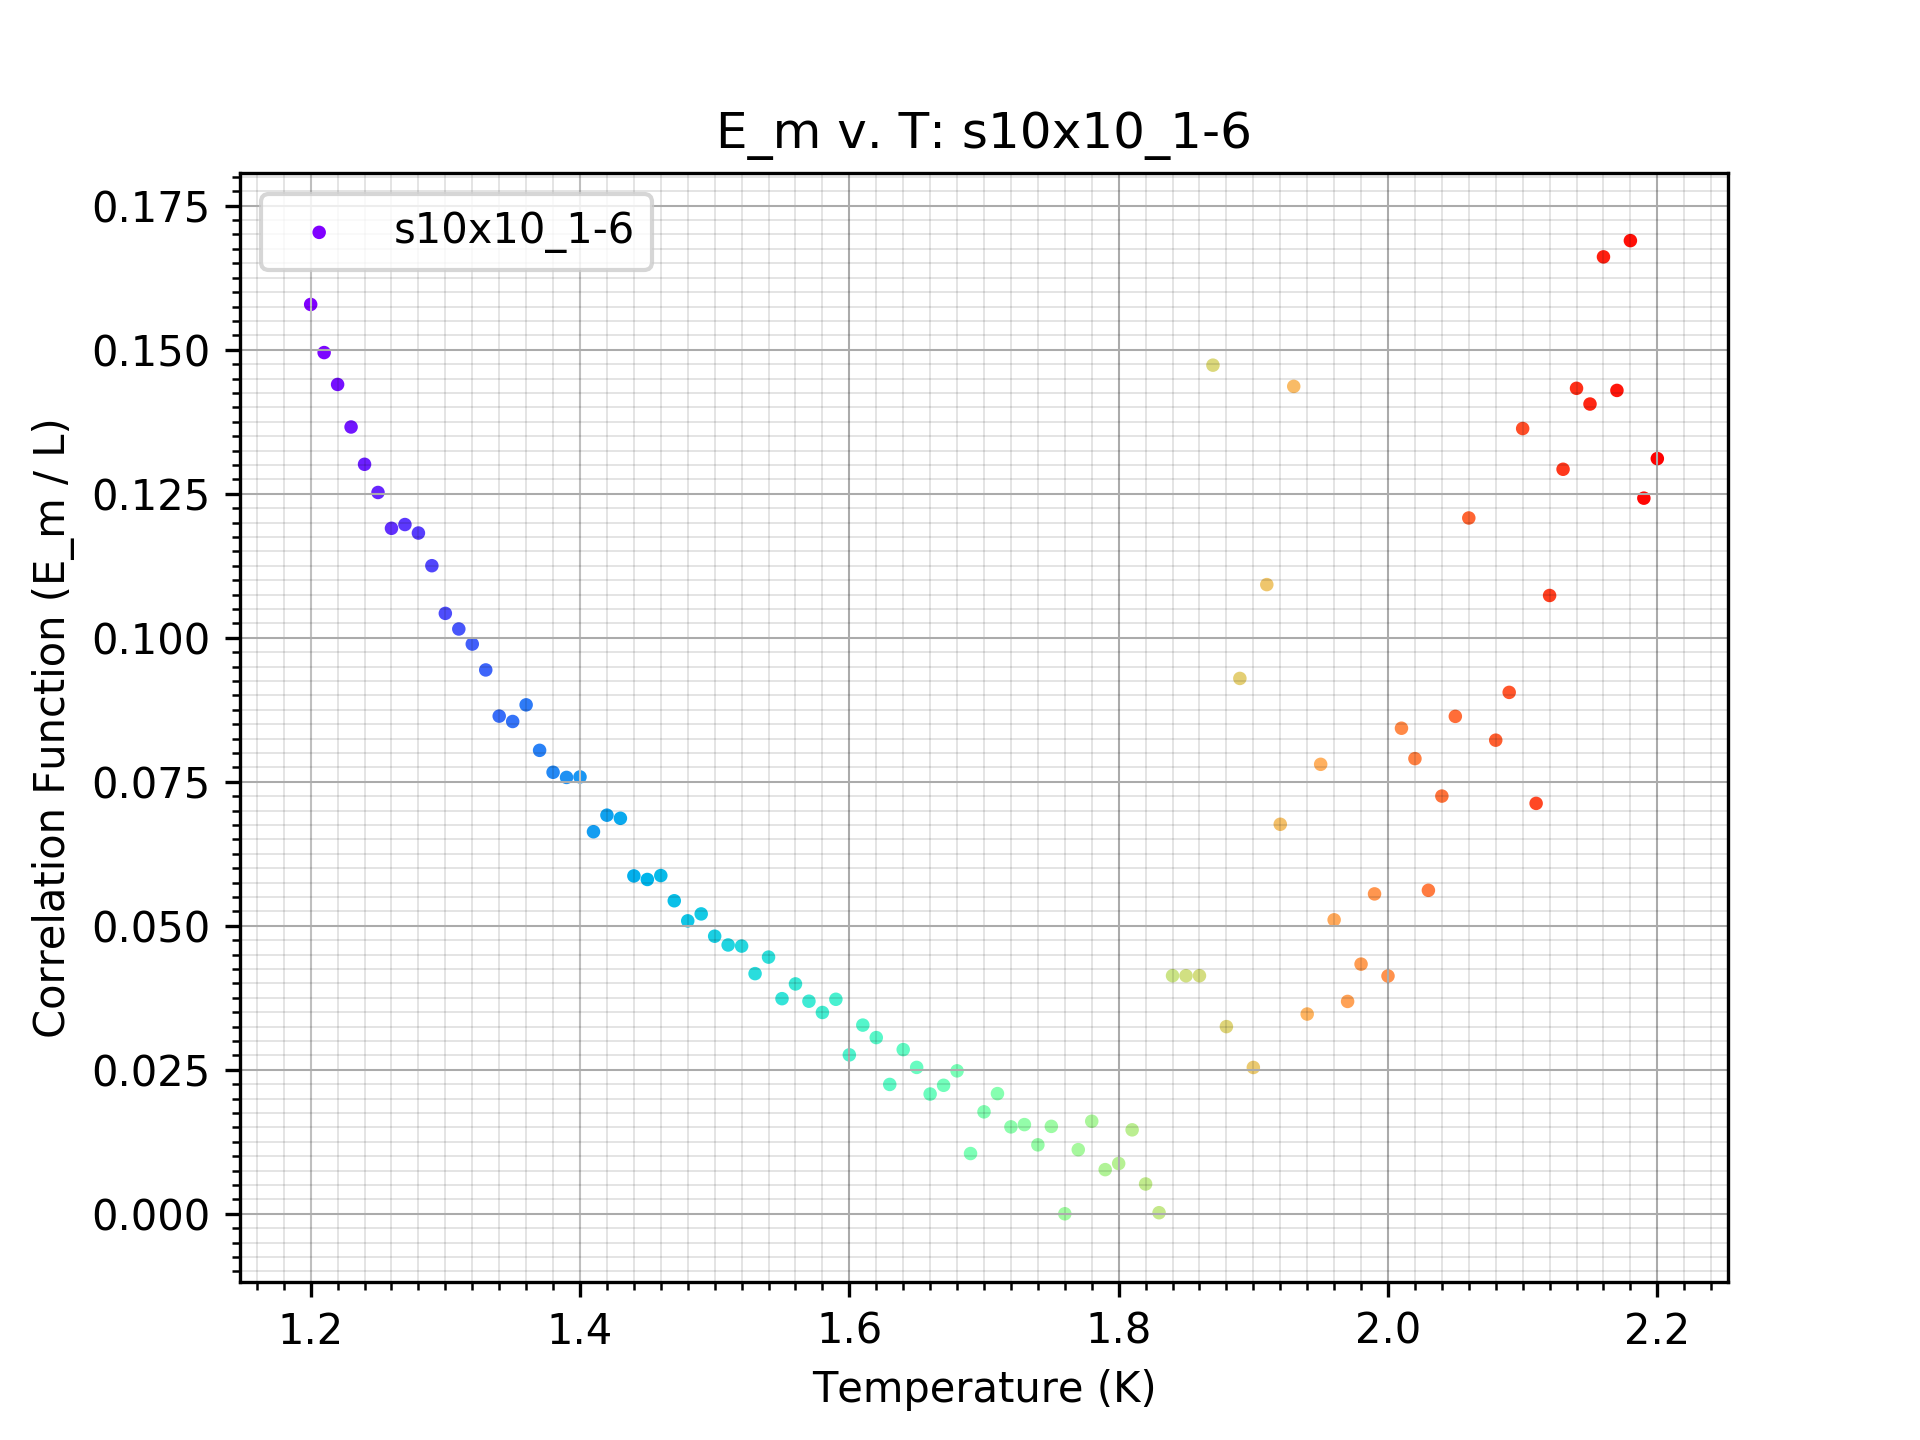 E_m v. T: s10x10_1-6
s10x10_1-6
Correlation Function (E_m / L)
0.175
0.150
0.125
0.100
0.075
0.050
0.025
0.000
1.2 1.4 1.6 1.8 2.0 2.2
Temperature (K)